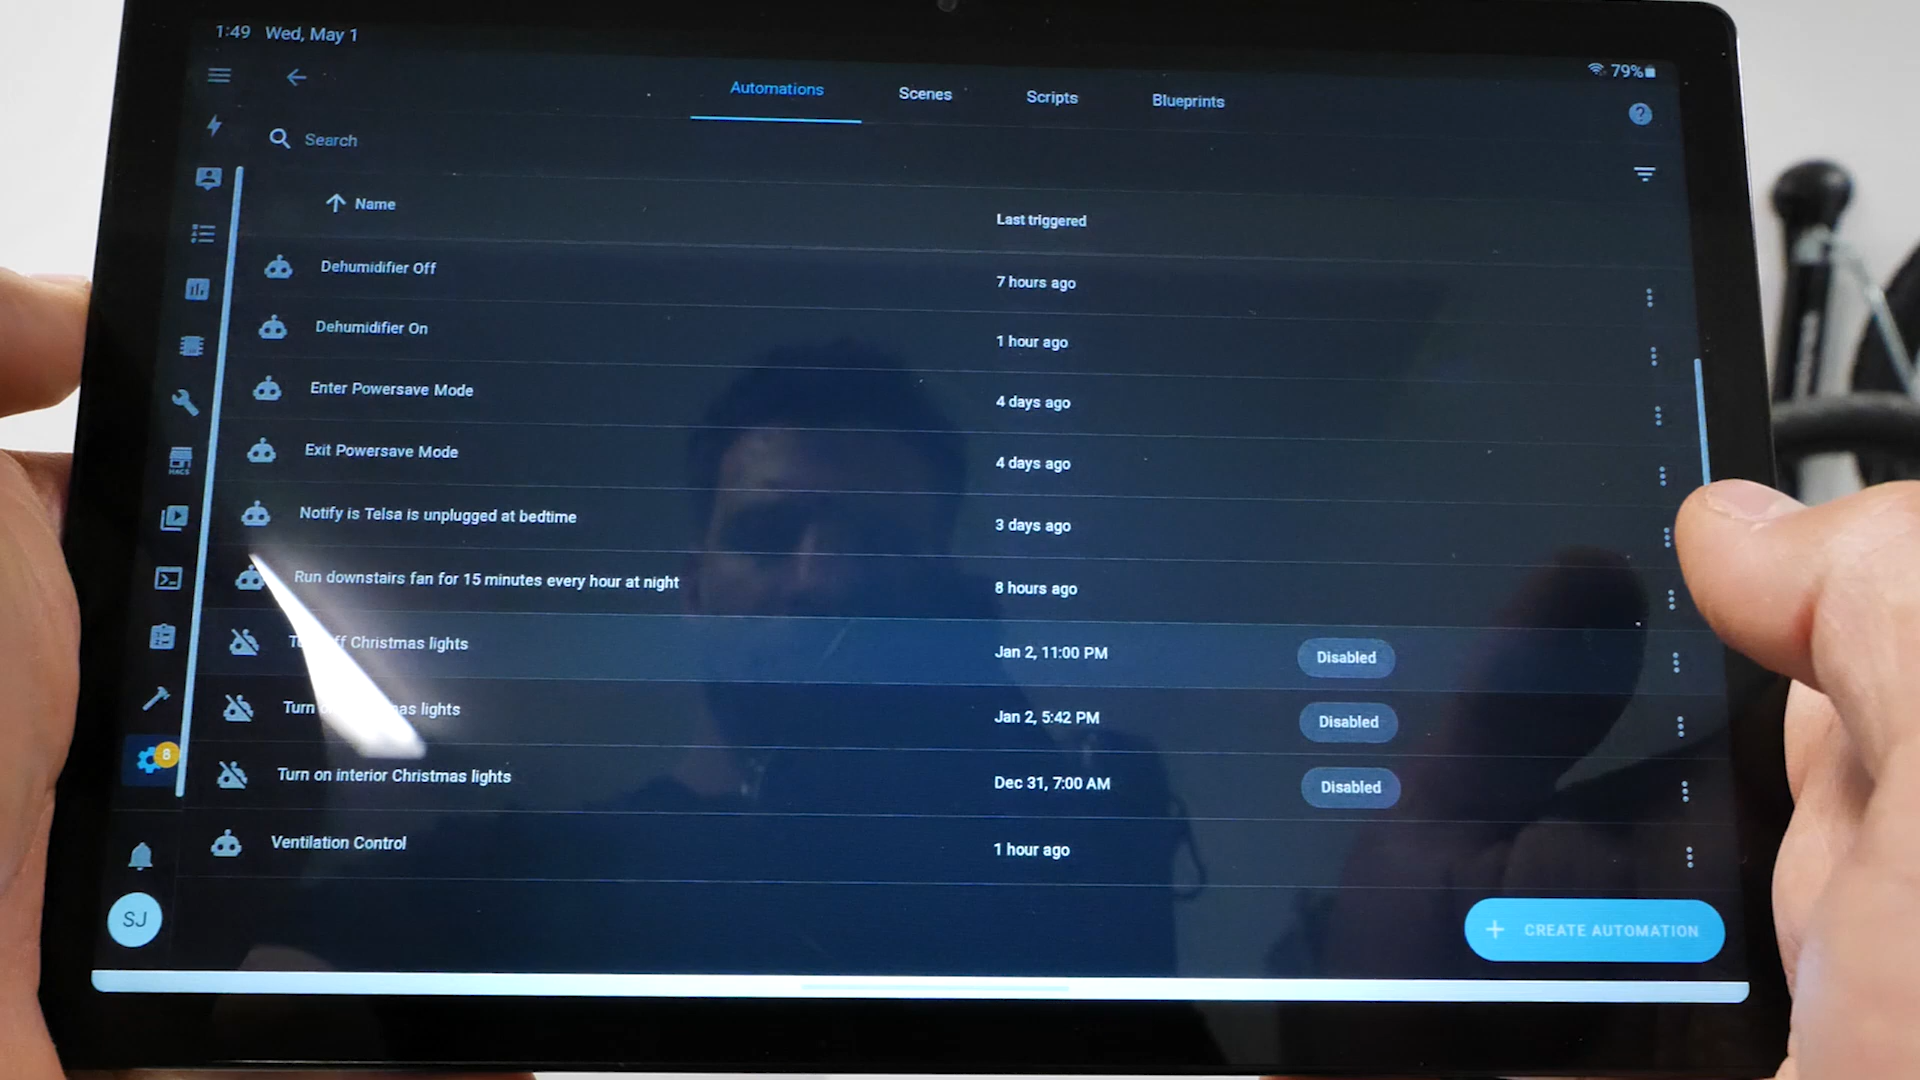 1:49 Wed, May 1
79%
Automations Scenes Scripts Blueprints
Search
Name Last triggered
Dehumidifier Off 7 hours ago
Dehumidifier On 1 hour ago
Enter Powersave Mode 4 days ago
Exit Powersave Mode 4 days ago
Notify is Telsa is unplugged at bedtime 3 days ago
HACS
Run downstairs fan for 15 minutes every hour at night 8 hours ago
Christmas lights Jan 2, 11:00 PM Disabled
Turn lights Jan 2, 5:42 PM Disabled
Turn on interior Christmas lights Dec 31, 7:00 AM Disabled
8
Ventilation Control 1 hour ago
SJ
+ CREATE AUTOMATION